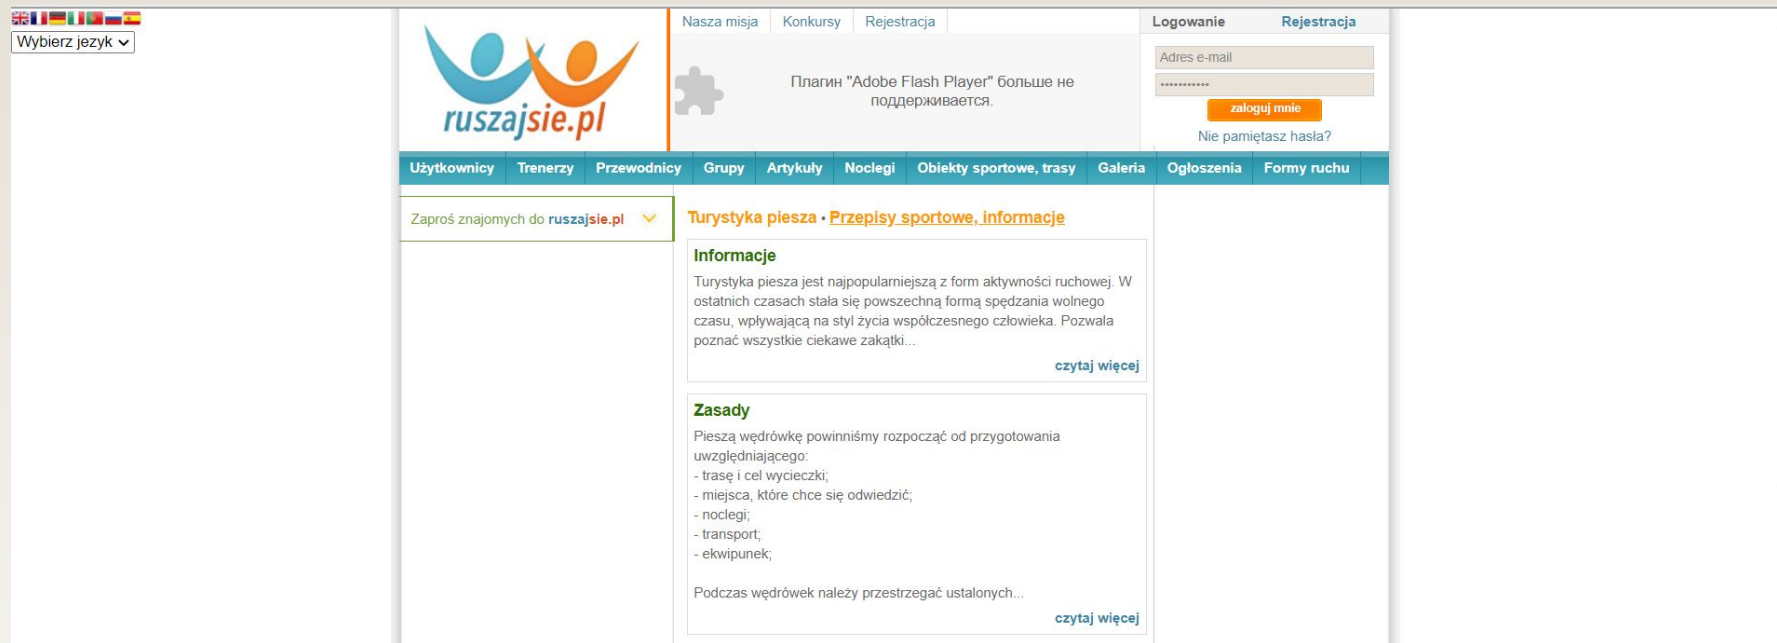 Wybierz jezyk
ruszajsie.pl
Nasza misja
Konkursy
Rejestracja
Плагин "Adobe Flash Player" больше не
поддерживается.
Logowanie
Rejestracja
Adres e-mail
zaloguj mnie
Nie pamiętasz hasła?
Użytkownicy
Trenerzy
Przewodnicy
Grupy
Artykuły
Noclegi
Obiekty sportowe, trasy
Galeria
Ogłoszenia
Formy ruchu
Zaproś znajomych do ruszajsie.pl
Turystyka piesza • Przepisy sportowe, informacje
Informacje
Turystyka piesza jest najpopularniejszą z form aktywności ruchowej. W
ostatnich czasach stała się powszechną formą spędzania wolnego
czasu, wpływającą na styl życia współczesnego człowieka. Pozwala
poznać wszystkie ciekawe zakątki...
czytaj więcej
Zasady
Pieszą wędrówkę powinniśmy rozpocząć od przygotowania
uwzględniającego:
- trasę i cel wycieczki;
- miejsca, które chce się odwiedzić;
- noclegi;
- transport;
- ekwipunek;
Podczas wędrówek należy przestrzegać ustalonych...
czytaj więcej